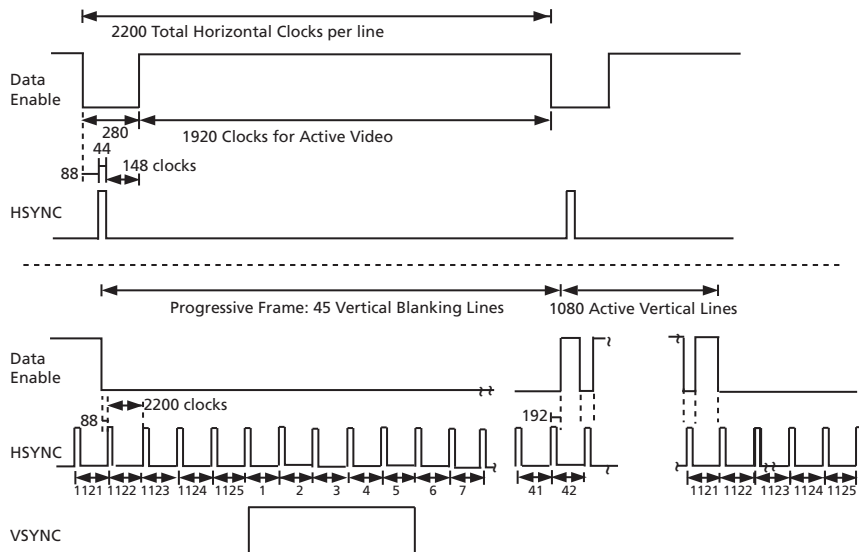 2200 Total Horizontal Clocks per line
Data
Enable
280
1920 Clocks for Active Video
44
88
148 clocks
HSYNC
Progressive Frame: 45 Vertical Blanking Lines
1080 Active Vertical Lines
Data
Enable
2200 clocks
88
192
HSYNC
1121 1122 1123 1124 1125 1 2 3 4 5 6 7 41 42 1121 1122 1123 1124 1125
VSYNC